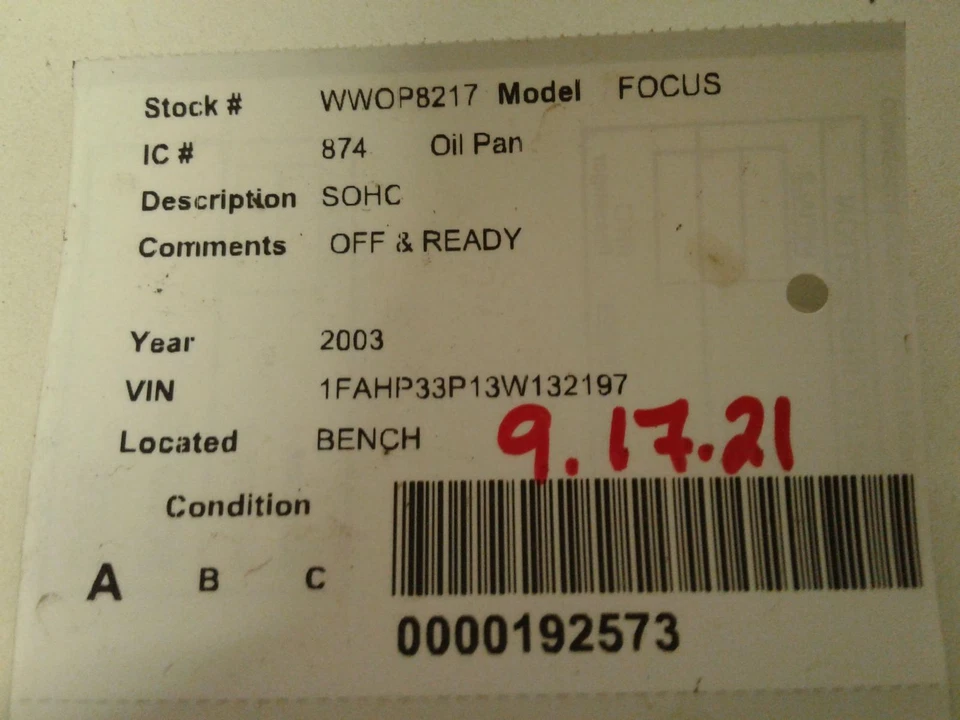 Stock # WWOP8217 Model FOCUS
IC # 874 Oil Pan
Description SOHC
Comments OFF & READY
Year 2003
VIN 1FAHP33P13W132197
Located BENCH 9.17.21
Condition
A B C
0000192573